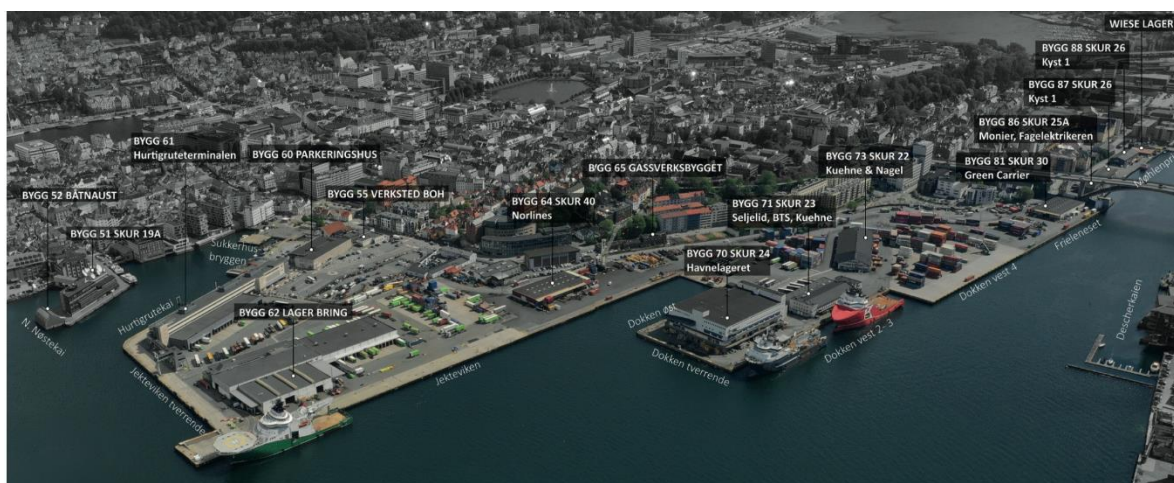 WIESE LAGER
BYGG 88 SKUR 26
Kyst 1
BYGG 87 SKUR 26
Kyst 1
BYGG 86 SKUR 25A
Monier, Fagelektrikeren
BYGG 81 SKUR 30
Green Carrier
BYGG 61
Hurtigruteterminalen
BYGG 60 PARKERINGSHUS
BYGG 65 GASSVERKSBYGGET
BYGG 73 SKUR 22
Kuehne & Nagel
BYGG 52 BÅTNAUST
BYGG 55 VERKSTED BOH
BYGG 64 SKUR 40
Norlines
BYGG 71 SKUR 23
Seljelid, BTS, Kuehne
BYGG 51 SKUR 19A
Sukkerhus-
bryggen
BYGG 70 SKUR 24
Havnelageret
BYGG 62 LAGER BRING
N. Nøstekai
Hurtigrutekai
Jekteviken tverrende
Jekteviken
Dokken øst
Dokken tverrende
Dokken vest 2- 3
Dokken vest 4
Frieleneset
Descherkaien